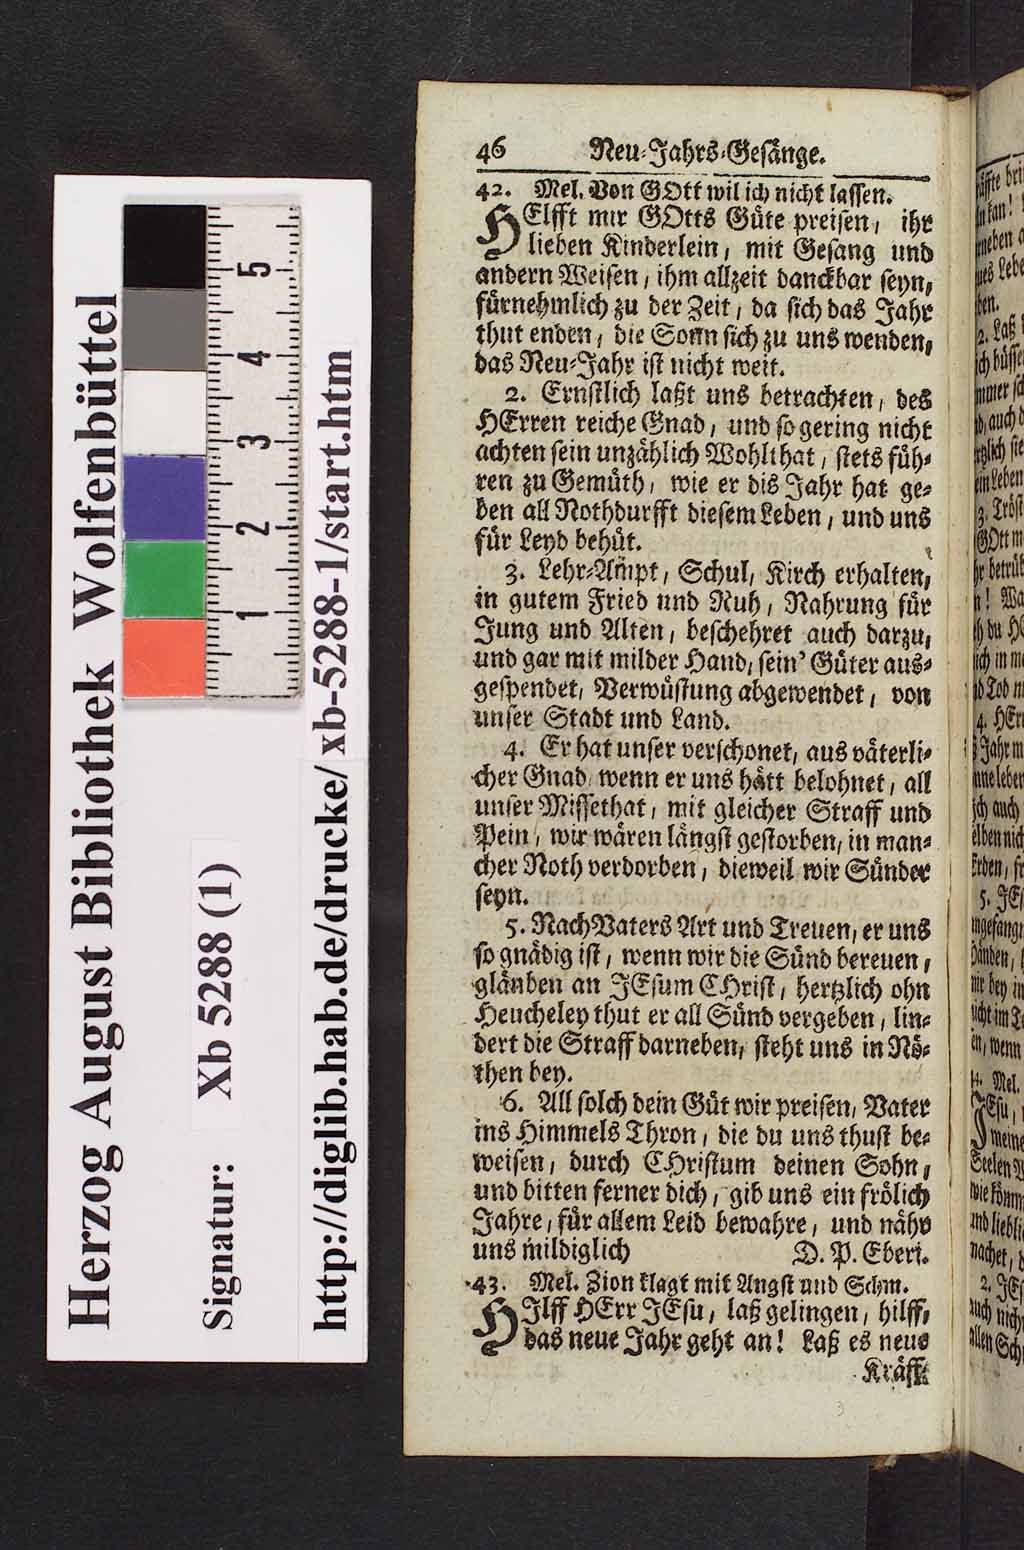 46 Neu-Jahrs-Gesänge.
42. Mel. Von GOtt wil ich nicht lassen.
HElfft mir GOtts Güte preisen, ihr
lieben Kinderlein, mit Gesang und
andern Weisen, ihm allzeit danckbar seyn,
fürnehmlich zu der Zeit, da sich das Jahr
thut enden, die Sonn sich zu uns wenden,
das Neu-Jahr ist nicht weit.
2. Ernstlich laßt uns betrachten, des
HErren reiche Gnad, und so gering nicht
achten sein unzählich Wohlthat, stets füh-
ren zu Gemüth, wie er dis Jahr hat ge-
ben all Nothdurfft diesem Leben, und uns
für Leyd behüt.
3. Lehr-Ampt, Schul, Kirch erhalten,
in gutem Fried und Ruh, Nahrung für
Jung und Alten, beschehret auch darzu,
und gar mit milder Hand, sein' Güter aus-
gespendet, Verwüstung abgewendet, von
unser Stadt und Land.
4. Er hat unser verschonet, aus väterli-
cher Gnad, wenn er uns hätt belohnet, all
unser Missethat, mit gleicher Straff und
Pein, wir wären längst gestorben, in man-
cher Noth verdorben, dieweil wir Sünder
seyn.
5. Nach Vaters Art und Treuen, er uns
so gnädig ist, wenn wir die Sünd bereuen,
gläuben an JEsum CHrist, hertzlich ohn
Heucheley thut er all Sünd vergeben, lin-
dert die Straff darneben, steht uns in Nö-
then bey.
6. All solch dein Güt wir preisen, Vater
ins Himmels Thron, die du uns thust be-
weisen, durch CHristum deinen Sohn,
und bitten ferner dich, gib uns ein frölich
Jahre, für allem Leid bewahre, und nähr
uns mildiglich D. P. Eberi.
43. Mel. Zion klagt mit Angst und Schm.
HIlff HErr JEsu, laß gelingen, hilff,
das neue Jahr geht an! Laß es neue
Kräff-
Herzog August Bibliothek Wolfenbüttel
Signatur: Xb 5288 (1)
http://diglib.hab.de/drucke/xb-5288-1/start.htm
5
4
3
2
1